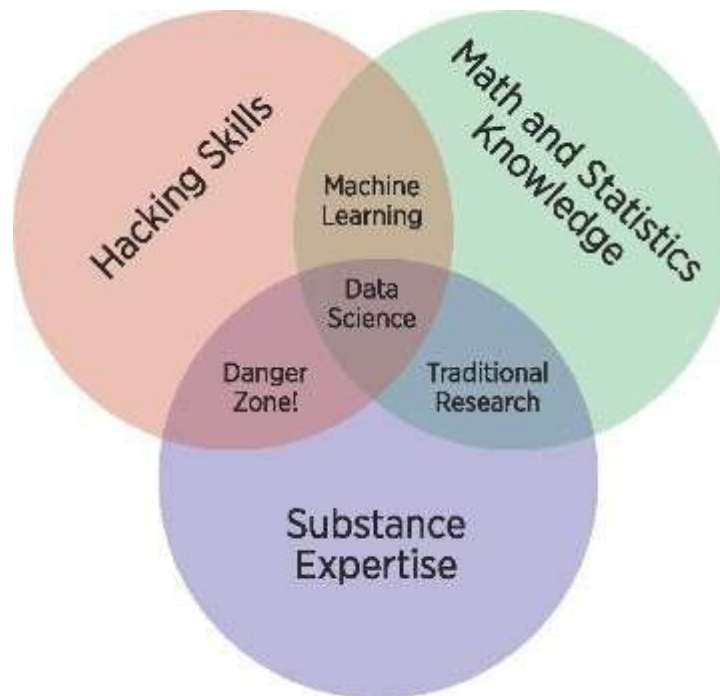 Hacking Skills
Math and Statistics
Knowledge
Machine
Learning
Data
Science
Danger
Zone!
Traditional
Research
Substance
Expertise